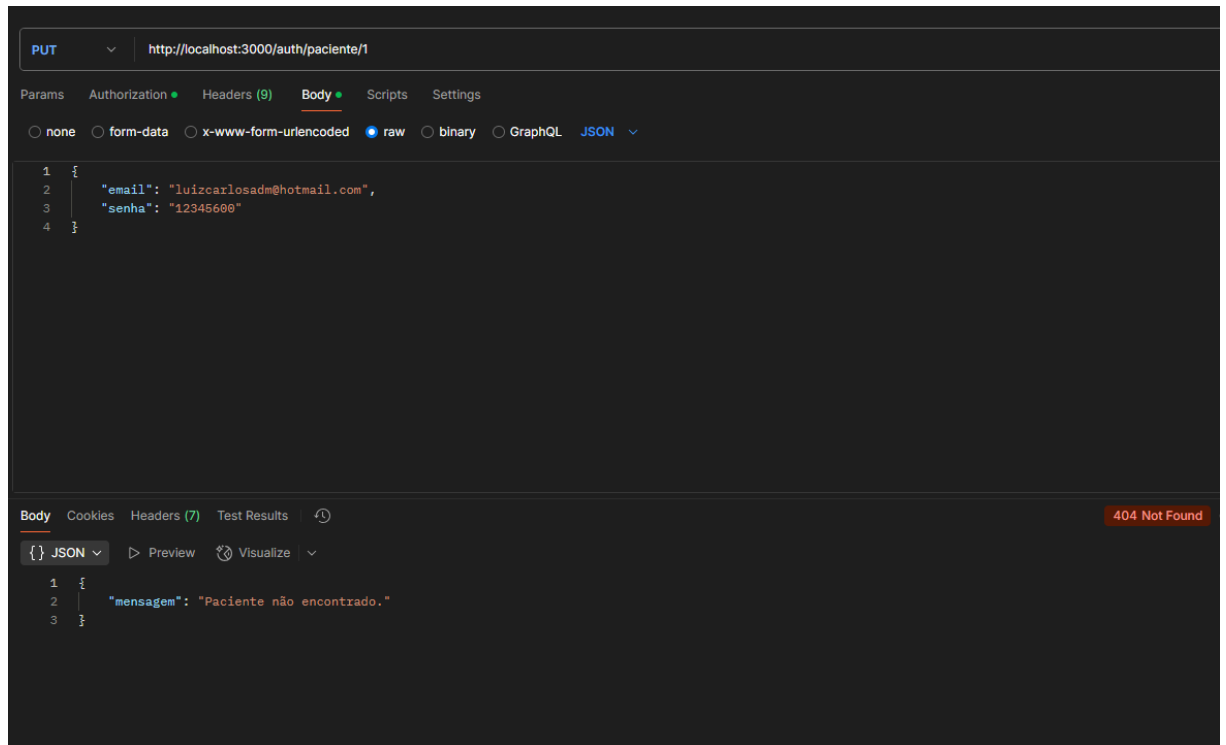 PUT http://localhost:3000/auth/paciente/1
Params Authorization Headers (9) Body Scripts Settings
none form-data x-www-form-urlencoded raw binary GraphQL JSON
1 {
2 "email": "luizcarlosadm@hotmail.com",
3 "senha": "12345600"
4 }
Body Cookies Headers (7) Test Results 404 Not Found
{} JSON Preview Visualize
1 {
2 "mensagem": "Paciente não encontrado."
3 }